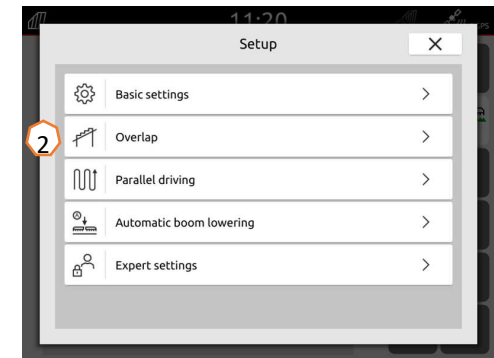 11:20
Setup
Basic settings
2
Overlap
Parallel driving
Automatic boom lowering
Expert settings